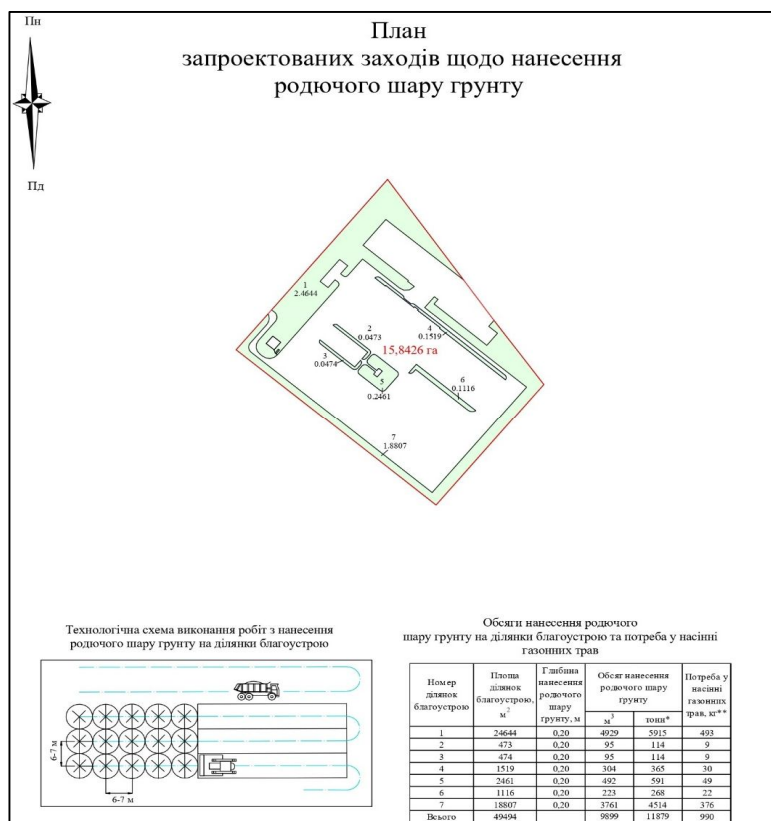 Пн
Пд
План
запроектованих заходів щодо нанесення
родючого шару грунту
1
2.4644
2
0.0473
3
0.0474
4
0.1519
15,8426 га
5
0.2461
6
0.1116
7
1.8807
Технологічна схема виконання робіт з нанесення
родючого шару грунту на ділянки благоустрою
6-7 м
6-7 м
Обсяги нанесення родючого
шару грунту на ділянки благоустрою та потреба у насінні
газонних трав
Номер ділянок благоустрою | Площа ділянок благоустрою, м2 | Глибина нанесення родючого шару ґрунту, м | Обсяг нанесення родючого шару ґрунту | Потреба у насінні газонних трав, кг**
м3 | тонн*
1 24644 0,20 4929 5915 493
2 473 0,20 95 114 9
3 474 0,20 95 114 9
4 1519 0,20 304 365 30
5 2461 0,20 492 591 49
6 1116 0,20 223 268 22
7 18807 0,20 3761 4514 376
Всього 49494 9899 11879 990